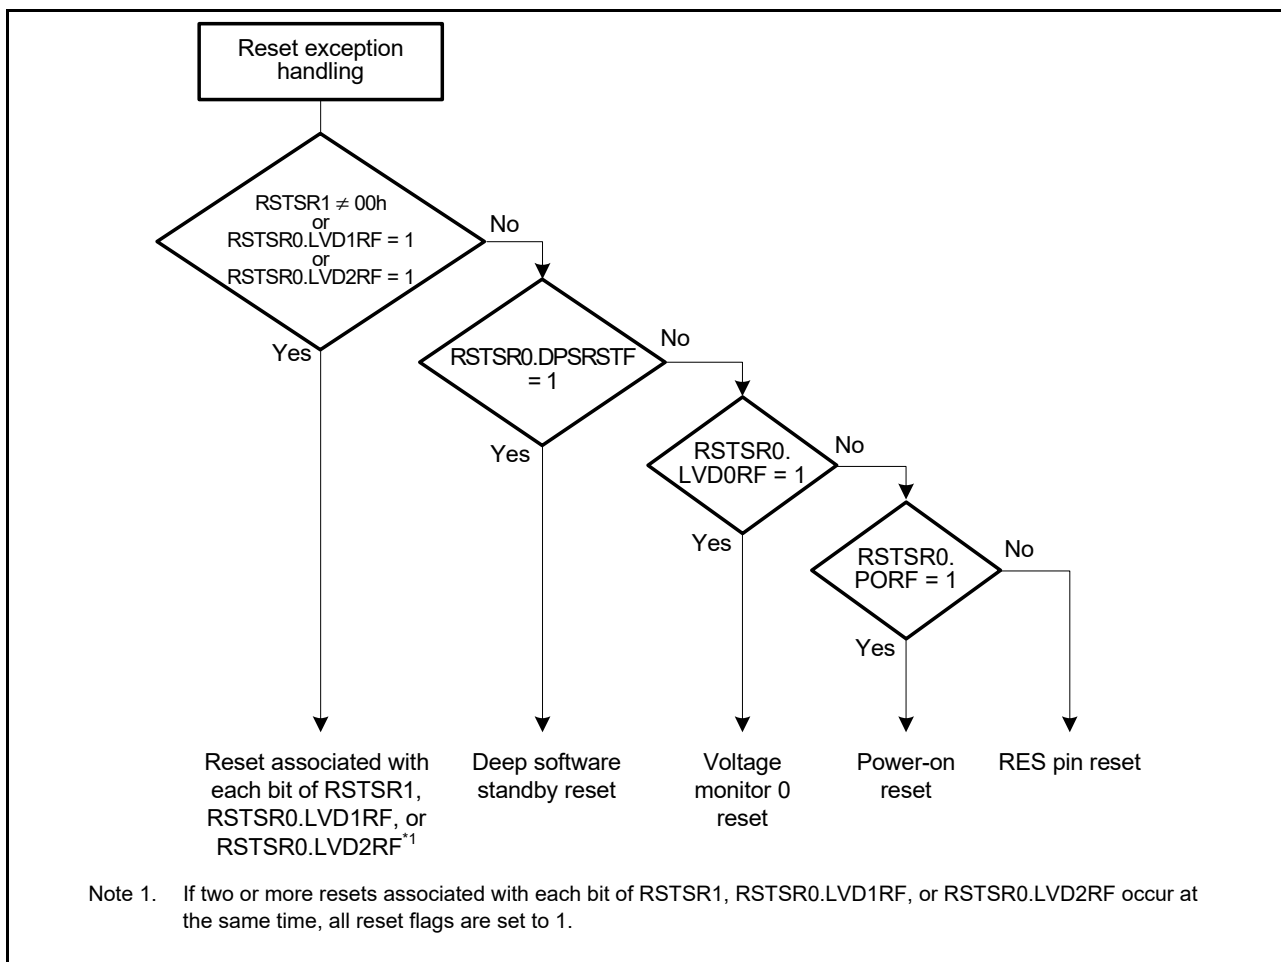 Reset exception
handling
RSTSR1 ≠ 00h
or
RSTSR0.LVD1RF = 1
or
RSTSR0.LVD2RF = 1
No
Yes
RSTSR0.DPSRSTF
= 1
No
Yes
RSTSR0.
LVD0RF = 1
No
Yes
RSTSR0.
PORF = 1
No
Yes
Reset associated with
each bit of RSTSR1,
RSTSR0.LVD1RF, or
RSTSR0.LVD2RF*1
Deep software
standby reset
Voltage
monitor 0
reset
Power-on
reset
RES pin reset
Note 1. If two or more resets associated with each bit of RSTSR1, RSTSR0.LVD1RF, or RSTSR0.LVD2RF occur at
the same time, all reset flags are set to 1.